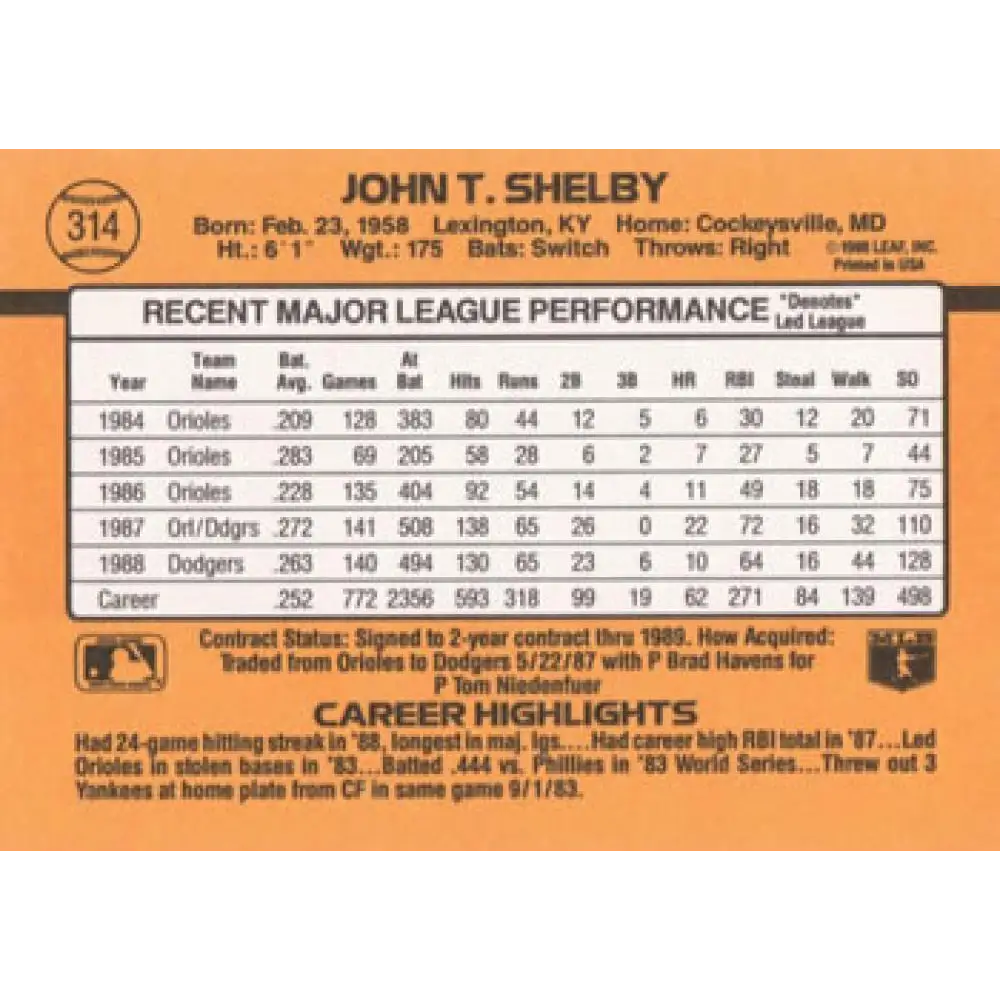 314
JOHN T. SHELBY
Born: Feb. 23, 1958 Lexington, KY Home: Cockeysville, MD
Ht.: 6'1" Wgt.: 175 Bats: Switch Throws: Right
© 1988 LEAF, INC.
Printed in USA
RECENT MAJOR LEAGUE PERFORMANCE "Denotes" Led League
Year Team Name Bat. Avg. Games At Bat Hits Runs 2B 3B HR RBI Steal Walk SO
1984 Orioles .209 128 383 80 44 12 5 6 30 12 20 71
1985 Orioles .283 69 205 58 28 6 2 7 27 5 7 44
1986 Orioles .228 135 404 92 54 14 4 11 49 18 18 75
1987 Orl/Ddgrs .272 141 508 138 65 26 0 22 72 16 32 110
1988 Dodgers .263 140 494 130 65 23 6 10 64 16 44 128
Career .252 772 2356 593 318 99 19 62 271 84 139 498
Contract Status: Signed to 2-year contract thru 1989. How Acquired:
Traded from Orioles to Dodgers 5/22/87 with P Brad Havens for
P Tom Niedenfuer
CAREER HIGHLIGHTS
Had 24-game hitting streak in '88, longest in maj. lgs....Had career high RBI total in '87...Led
Orioles in stolen bases in '83...Batted .444 vs. Phillies in '83 World Series...Threw out 3
Yankees at home plate from CF in same game 9/1/83.